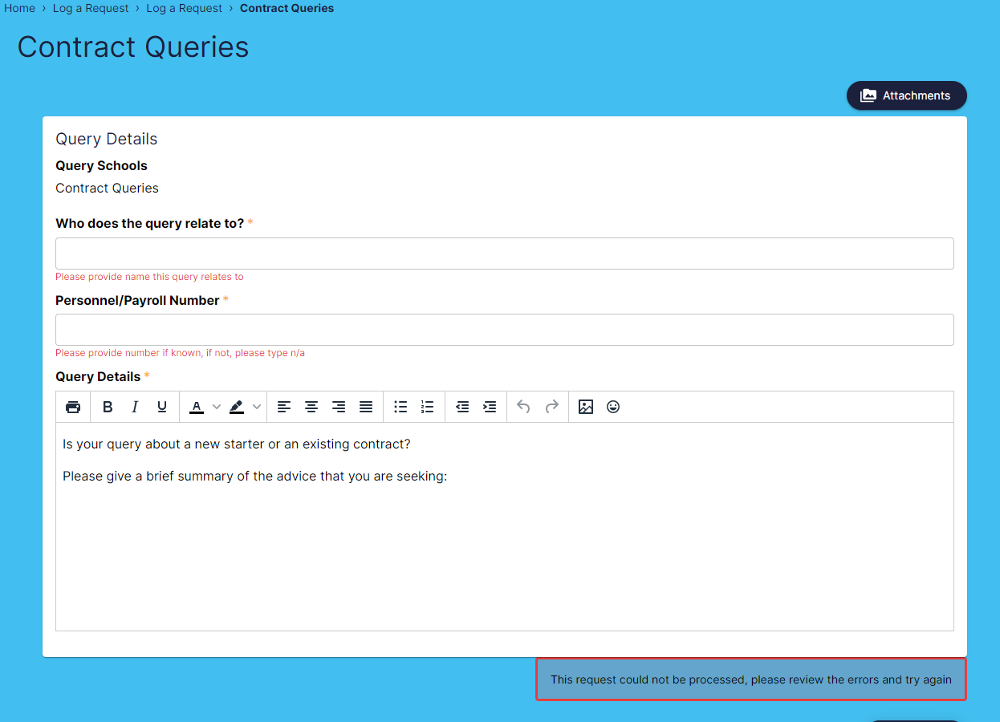 Home › Log a Request › Log a Request › Contract Queries
Contract Queries
Attachments
Query Details
Query Schools
Contract Queries
Who does the query relate to? *
Please provide name this query relates to
Personnel/Payroll Number *
Please provide number if known, if not, please type n/a
Query Details *
B I U A
Is your query about a new starter or an existing contract?
Please give a brief summary of the advice that you are seeking:
This request could not be processed, please review the errors and try again